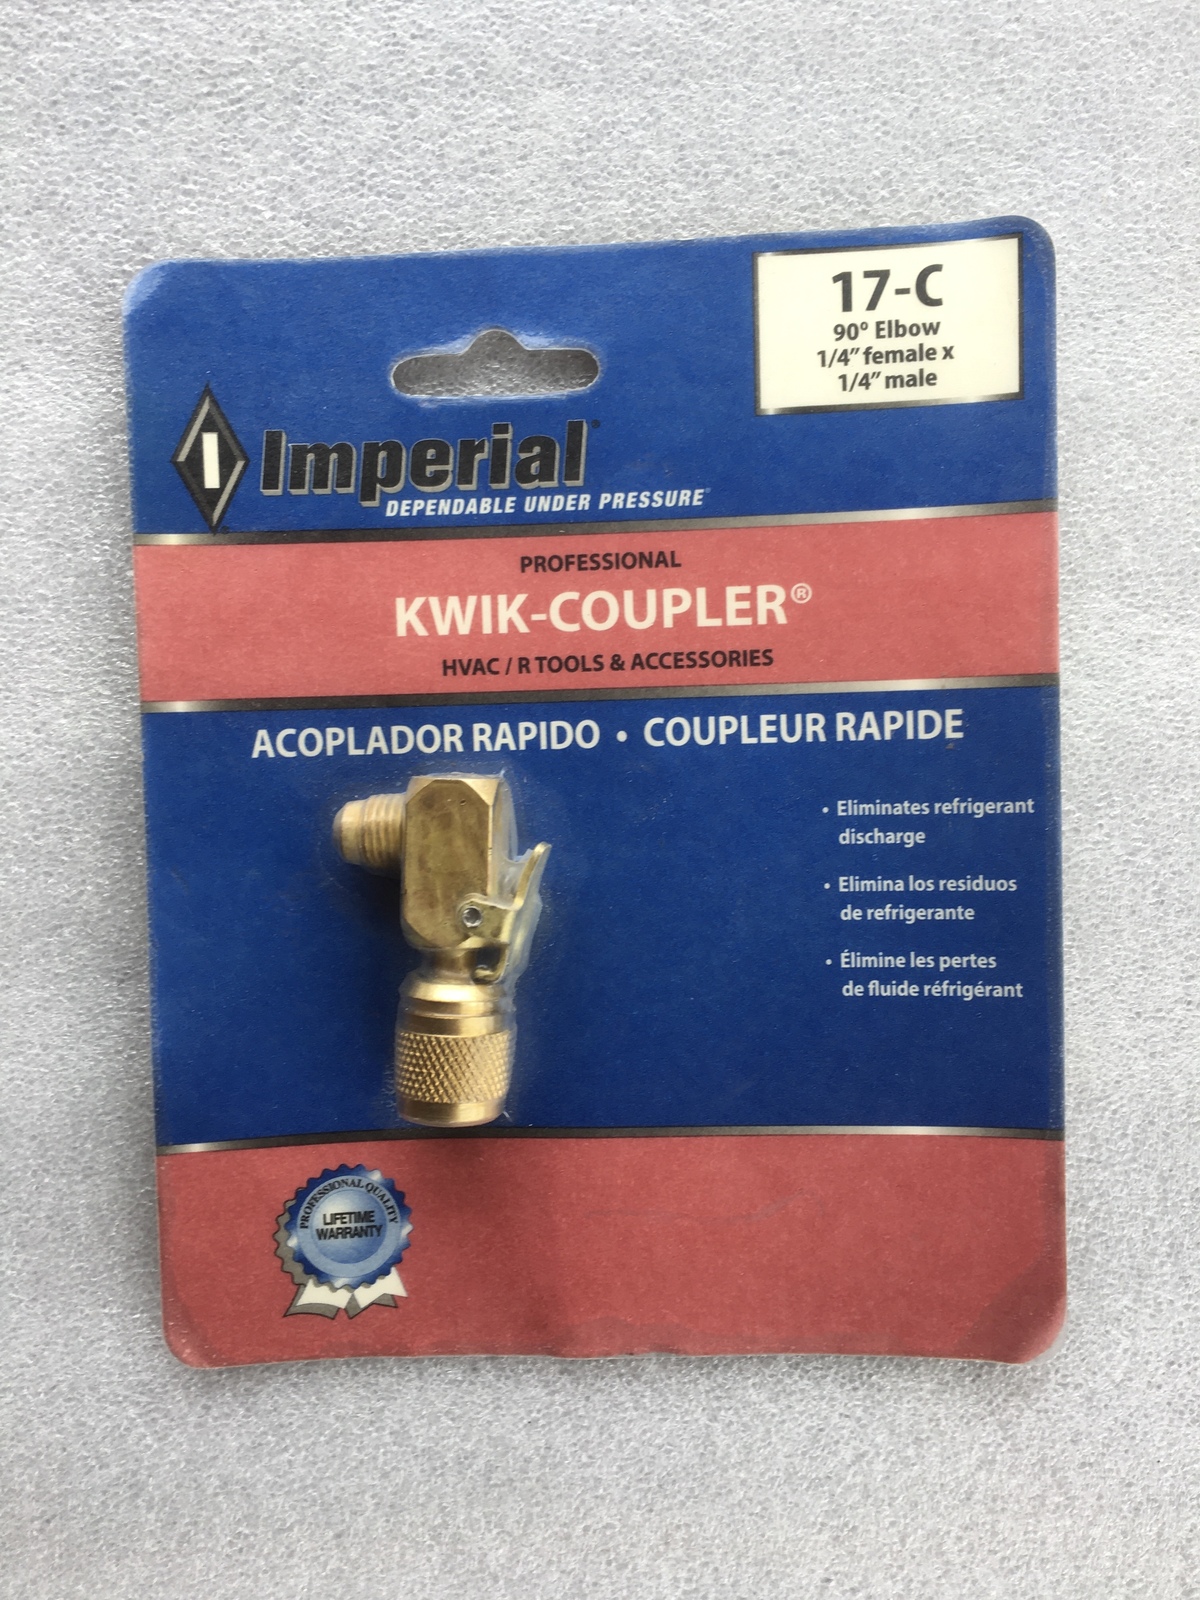 17-C
90º Elbow
1/4” female x
1/4” male
I
Imperial®
DEPENDABLE UNDER PRESSURE®
PROFESSIONAL
KWIK-COUPLER®
HVAC / R TOOLS & ACCESSORIES
ACOPLADOR RAPIDO • COUPLEUR RAPIDE
• Eliminates refrigerant
discharge
• Elimina los residuos
de refrigerante
• Élimine les pertes
de fluide réfrigérant
PROFESSIONAL QUALITY
LIFETIME
WARRANTY